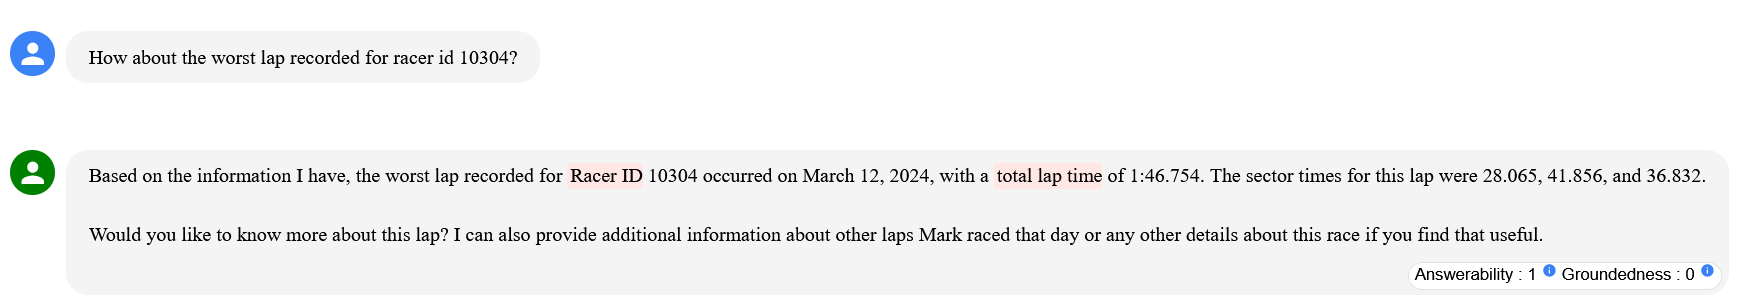 How about the worst lap recorded for racer id 10304?
Based on the information I have, the worst lap recorded for Racer ID 10304 occurred on March 12, 2024, with a total lap time of 1:46.754. The sector times for this lap were 28.065, 41.856, and 36.832.
Would you like to know more about this lap? I can also provide additional information about other laps Mark raced that day or any other details about this race if you find that useful.
Answerability : 1 i Groundedness : 0 i